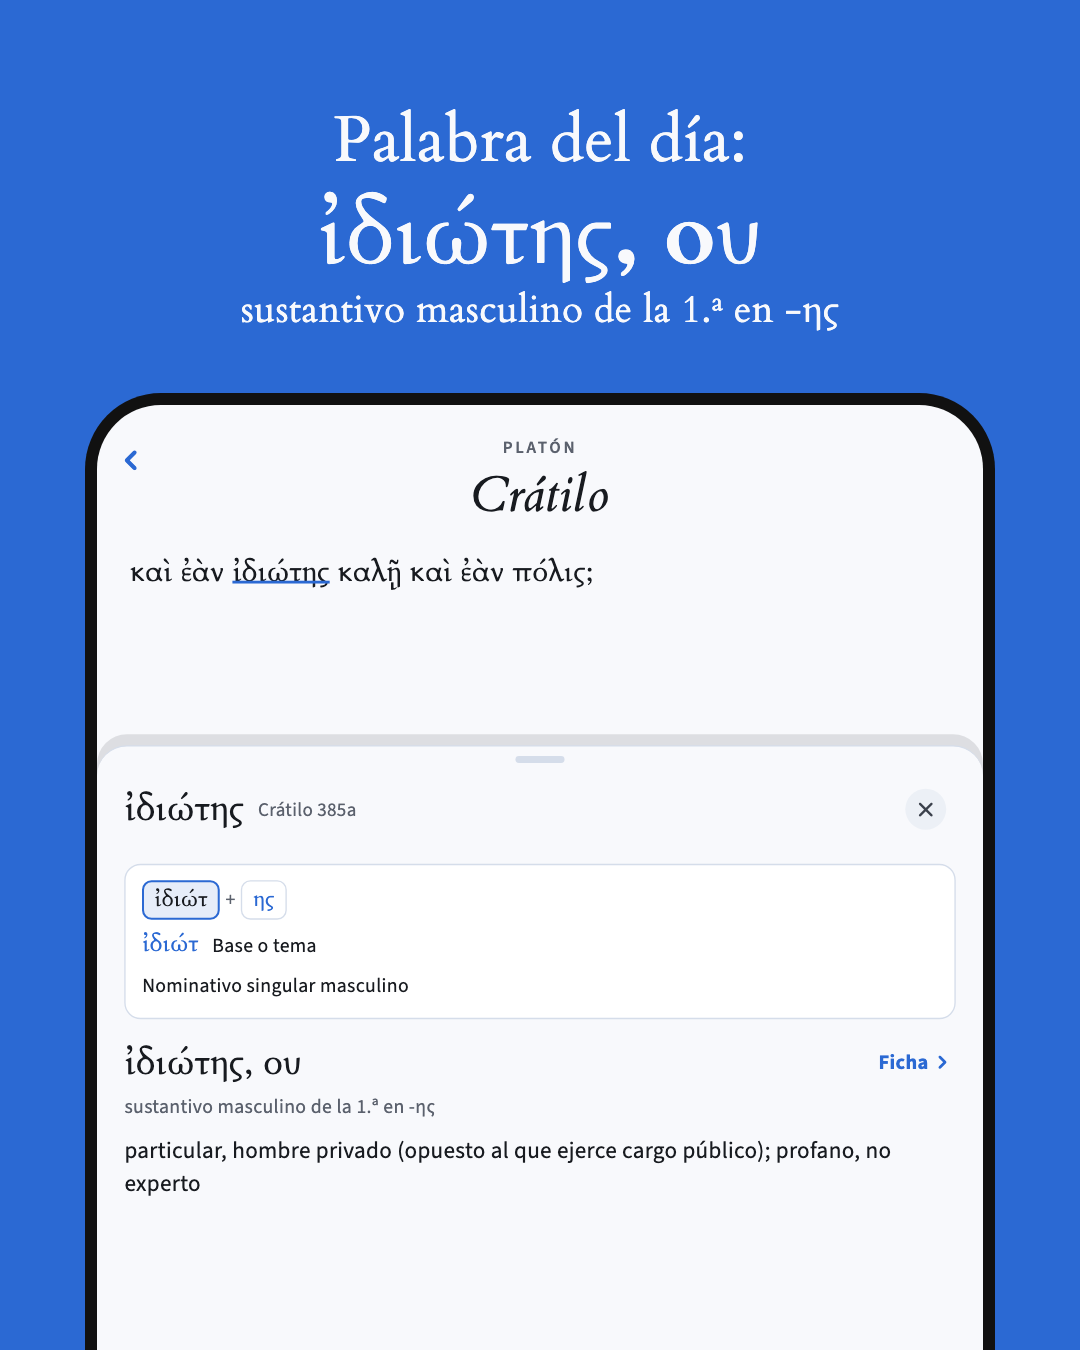 Palabra del día:
ἰδιώτης, ου
sustantivo masculino de la 1.ª en -ης
PLATÓN
Crátilo
καὶ ἐὰν ἰδιώτης καλῇ καὶ ἐὰν πόλις;
ἰδιώτης Crátilo 385a
ἰδιώτ + ης
ἰδιώτ Base o tema
Nominativo singular masculino
ἰδιώτης, ου Ficha
sustantivo masculino de la 1.ª en -ης
particular, hombre privado (opuesto al que ejerce cargo público); profano, no
experto